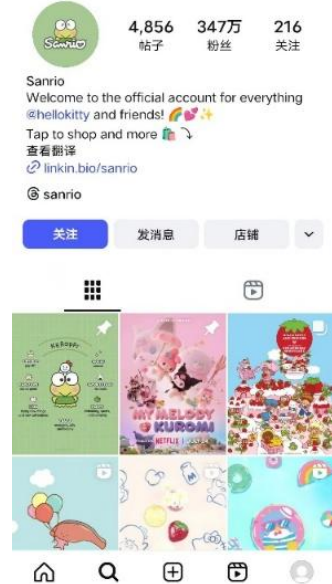 Sanrio
4,856 347万 216
帖子 粉丝 关注
Sanrio
Welcome to the official account for everything
@hellokitty and friends! 🌈💕✨
Tap to shop and more 🛍️⤵
查看翻译
linkin.bio/sanrio
sanrio
关注 发消息 店铺
KEROPPI
MY MELODY
& KUROMI
NETFLIX